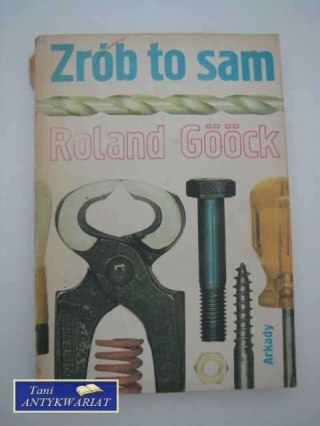 Zrób to sam
Roland Gööck
Arkady
Tani
ANTYKWARIAT